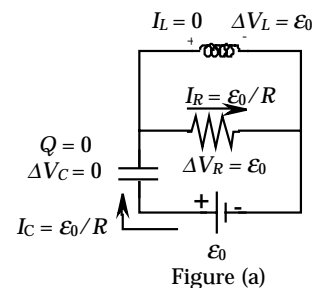 I_L = 0 ΔV_L = ε₀
+ -
I_R = ε₀/R
Q = 0
ΔV_C = 0
ΔV_R = ε₀
+ -
I_C = ε₀/R
ε₀
Figure (a)